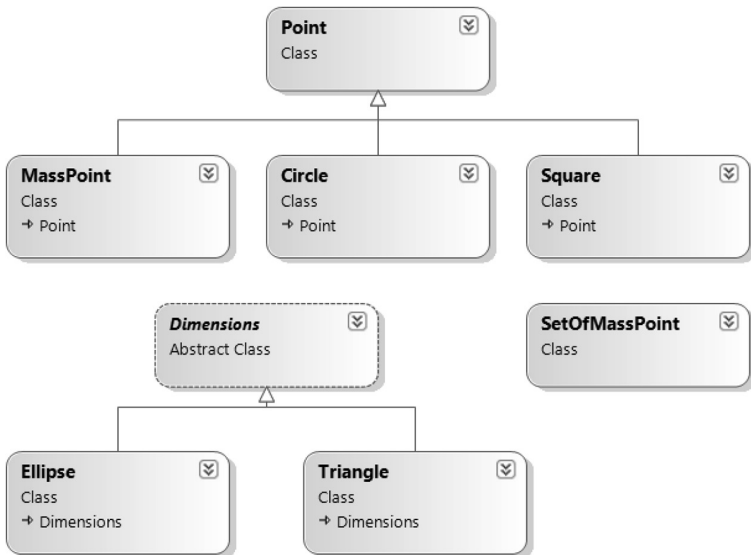 Point
Class
MassPoint
Class
Point
Circle
Class
Point
Square
Class
Point
Dimensions
Abstract Class
SetOfMassPoint
Class
Ellipse
Class
Dimensions
Triangle
Class
Dimensions